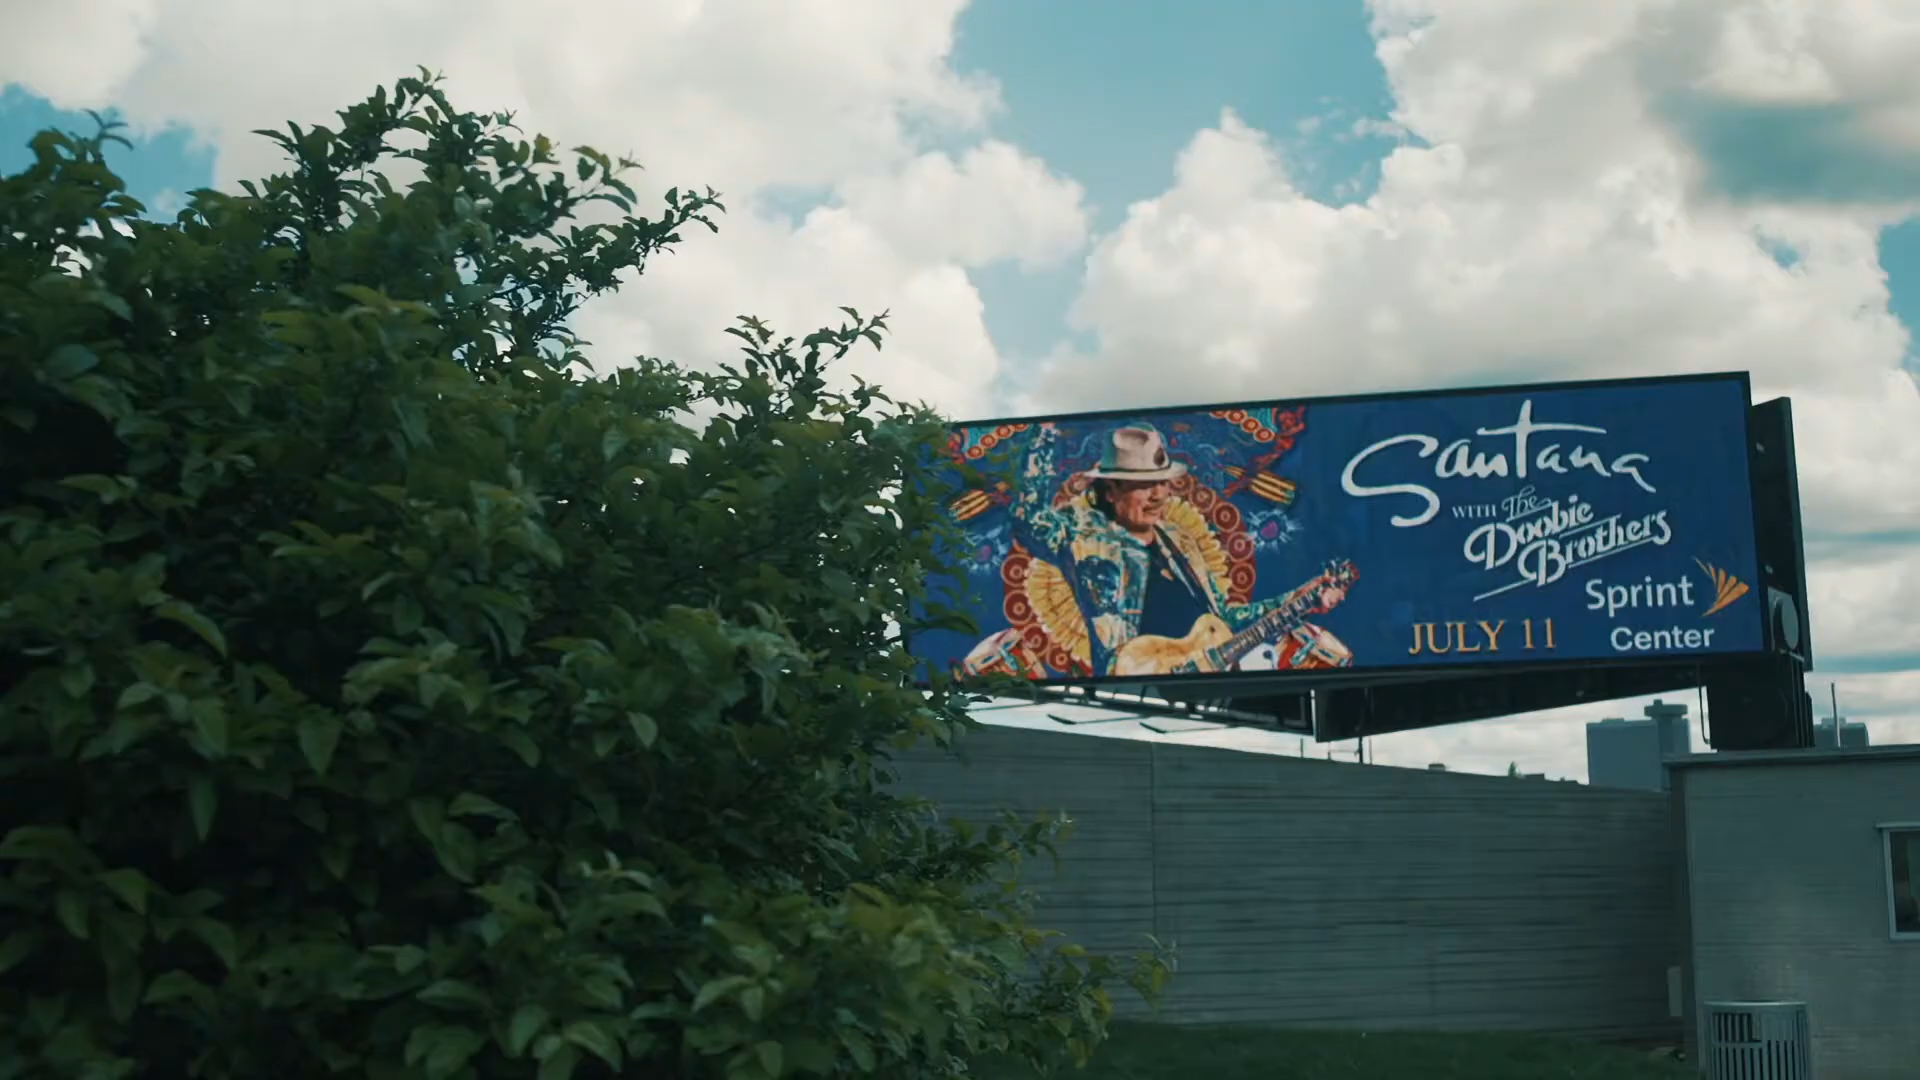 Santana
WITH The
Doobie
Brothers
Sprint
Center
JULY 11